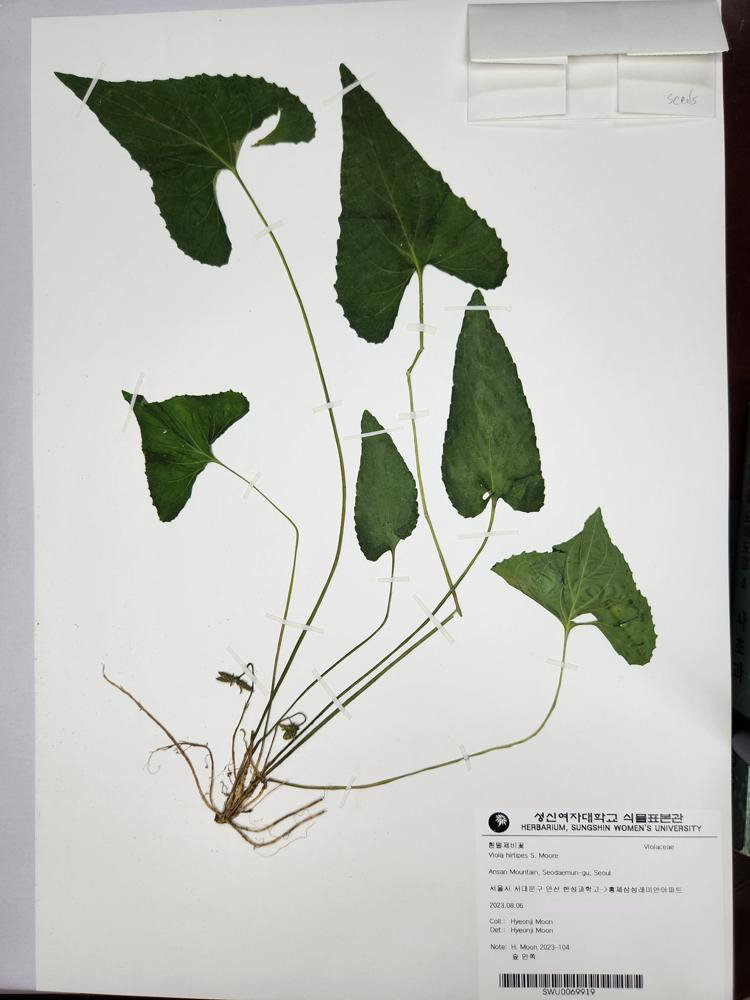 seeds
성신여자대학교 식물표본관
HERBARIUM, SUNGSHIN WOMEN'S UNIVERSITY
흰털제비꽃 Violaceae
Viola hirtipes S. Moore
Ansan Mountain, Seodaemun-gu, Seoul
서울시 서대문구 안산 한성과학고->홍제삼성래미안아파트
2023.08.06
Coll.: Hyeonji Moon
Det.: Hyeonji Moon
Note: H. Moon 2023-104
숲 안쪽
SWU0069919